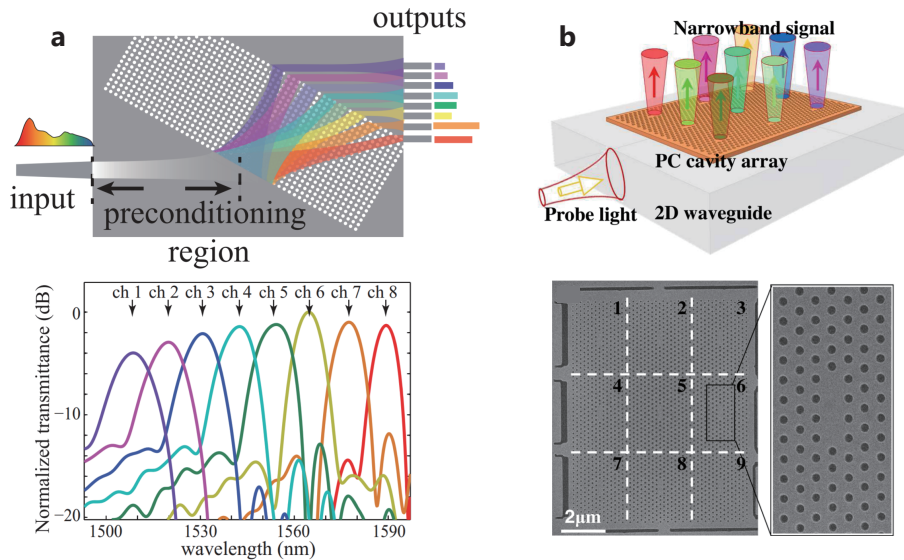 a
outputs
input
preconditioning
region
ch 1 ch 2 ch 3 ch 4 ch 5 ch 6 ch 7 ch 8
Normalized transmittance (dB)
0
−10
−20
1500 1530 1560 1590
wavelength (nm)
b
Narrowband signal
PC cavity array
Probe light
2D waveguide
1 2 3
4 5 6
7 8 9
2μm